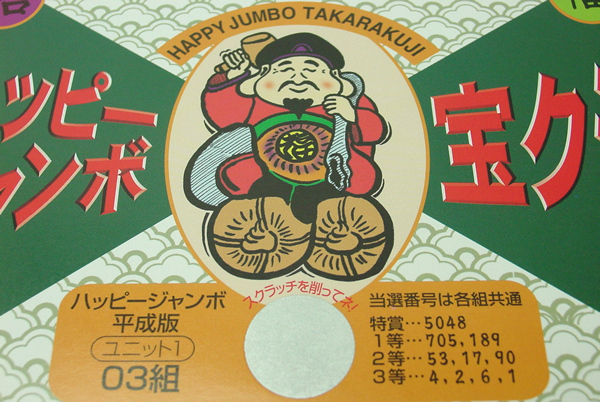 HAPPY JUMBO TAKARAKUJI
ッピー
ンボ
宝ク
福
スクラッチを削ってネ!
ハッピージャンボ
平成版
ユニット1
03組
当選番号は各組共通
特賞…5048
1等…705,189
2等…53,17,90
3等…4,2,6,1